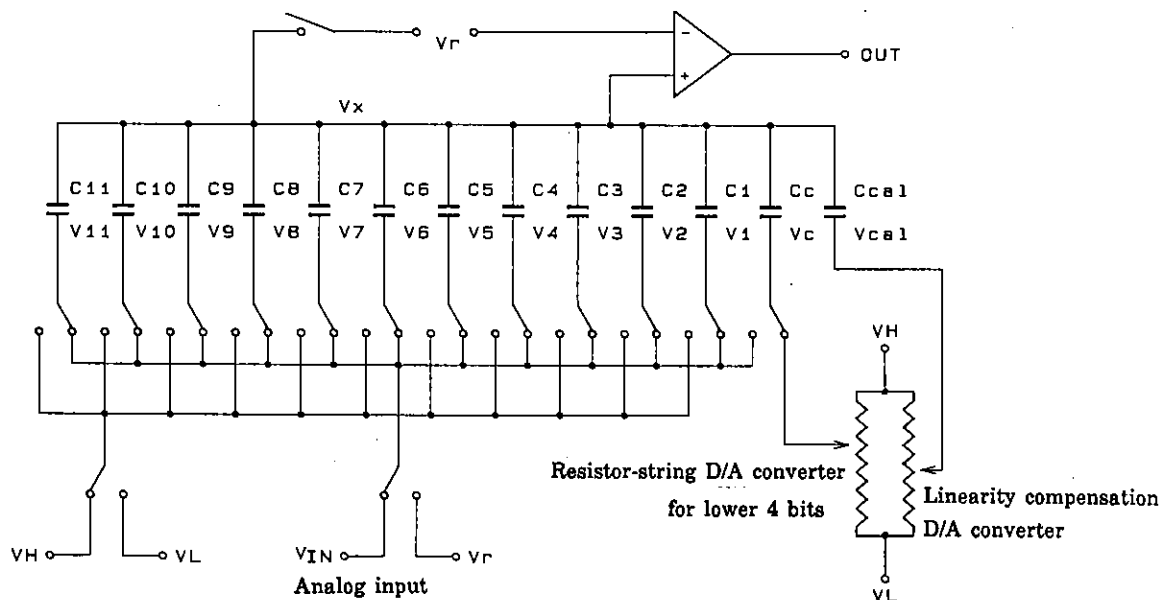 Vr
-
OUT
+
Vx
C11 C10 C9 C8 C7 C6 C5 C4 C3 C2 C1 Cc Ccal
V11 V10 V9 V8 V7 V6 V5 V4 V3 V2 V1 Vc Vcal
VH
Resistor-string D/A converter
for lower 4 bits
Linearity compensation
D/A converter
VH VL VIN Vr
Analog input
VL